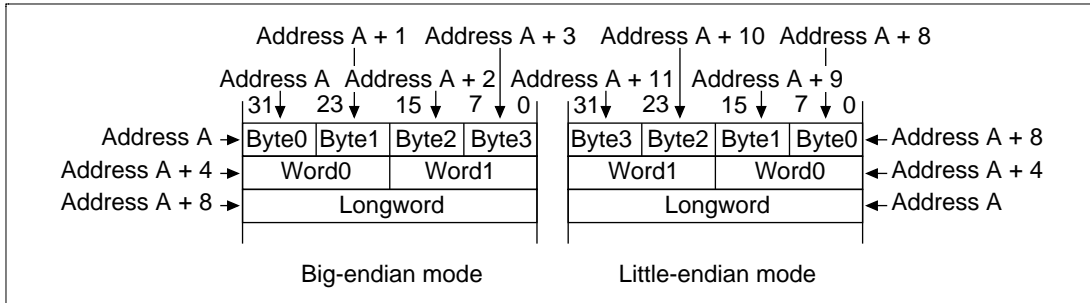 Address A + 1 Address A + 3 Address A + 10 Address A + 8
Address A Address A + 2 Address A + 11 Address A + 9
31 23 15 7 0 31 23 15 7 0
Address A Byte0 Byte1 Byte2 Byte3 Byte3 Byte2 Byte1 Byte0 Address A + 8
Address A + 4 Word0 Word1 Word1 Word0 Address A + 4
Address A + 8 Longword Longword Address A
Big-endian mode Little-endian mode